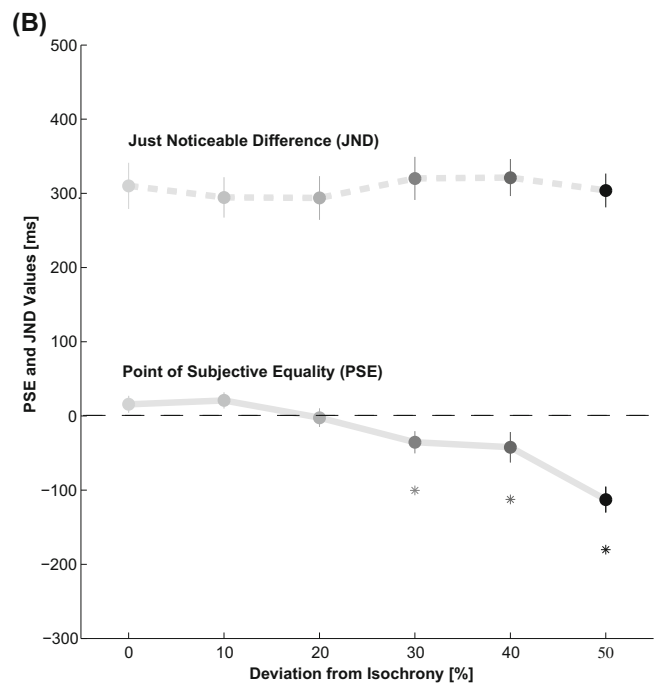 (B)
500
400
Just Noticeable Difference (JND)
300
200
100
Point of Subjective Equality (PSE)
0
−100
*
*
−200
*
−300
PSE and JND Values [ms]
0 10 20 30 40 50
Deviation from Isochrony [%]